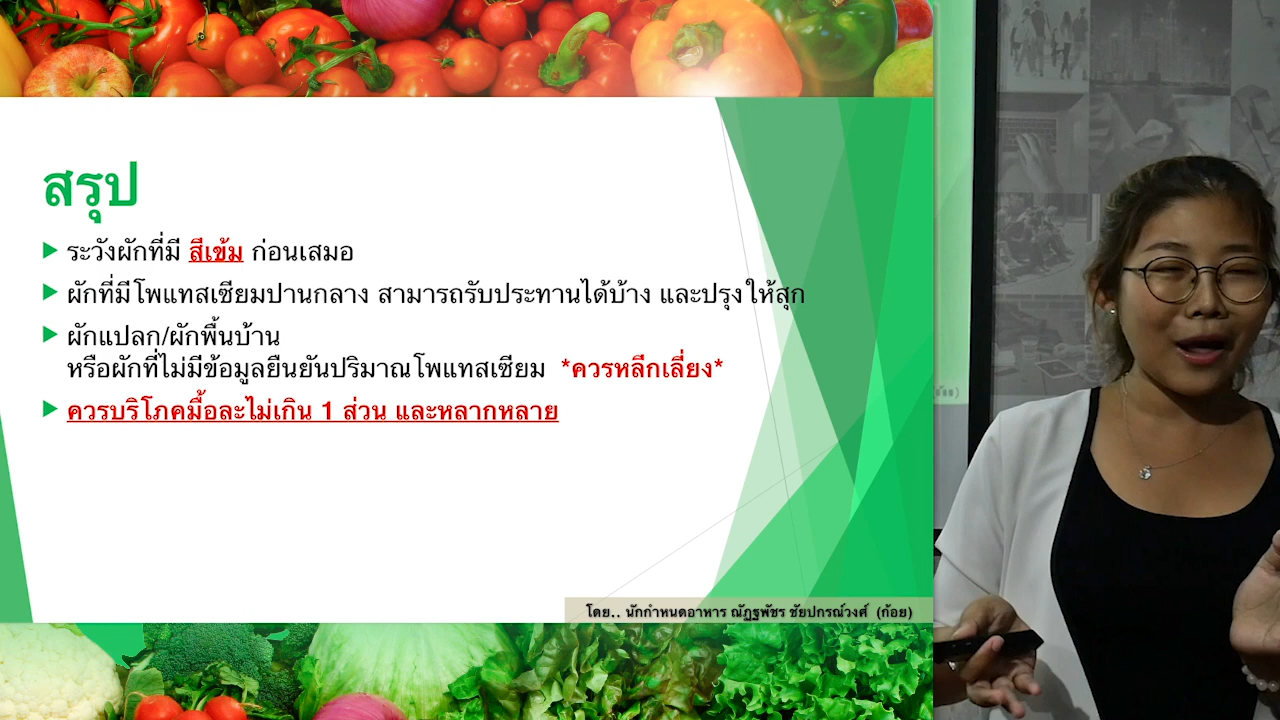 สรุป
ระวังผักที่มี สีเข้ม ก่อนเสมอ
ผักที่มีโพแทสเซียมปานกลาง สามารถรับประทานได้บ้าง และปรุงให้สุก
ผักแปลก/ผักพื้นบ้าน
หรือผักที่ไม่มีข้อมูลยืนยันปริมาณโพแทสเซียม *ควรหลีกเลี่ยง*
ควรบริโภคมื้อละไม่เกิน 1 ส่วน และหลากหลาย
โดย.. นักกำหนดอาหาร ณัฏฐพัชร ชัยปกรณ์วงศ์ (ก้อย)